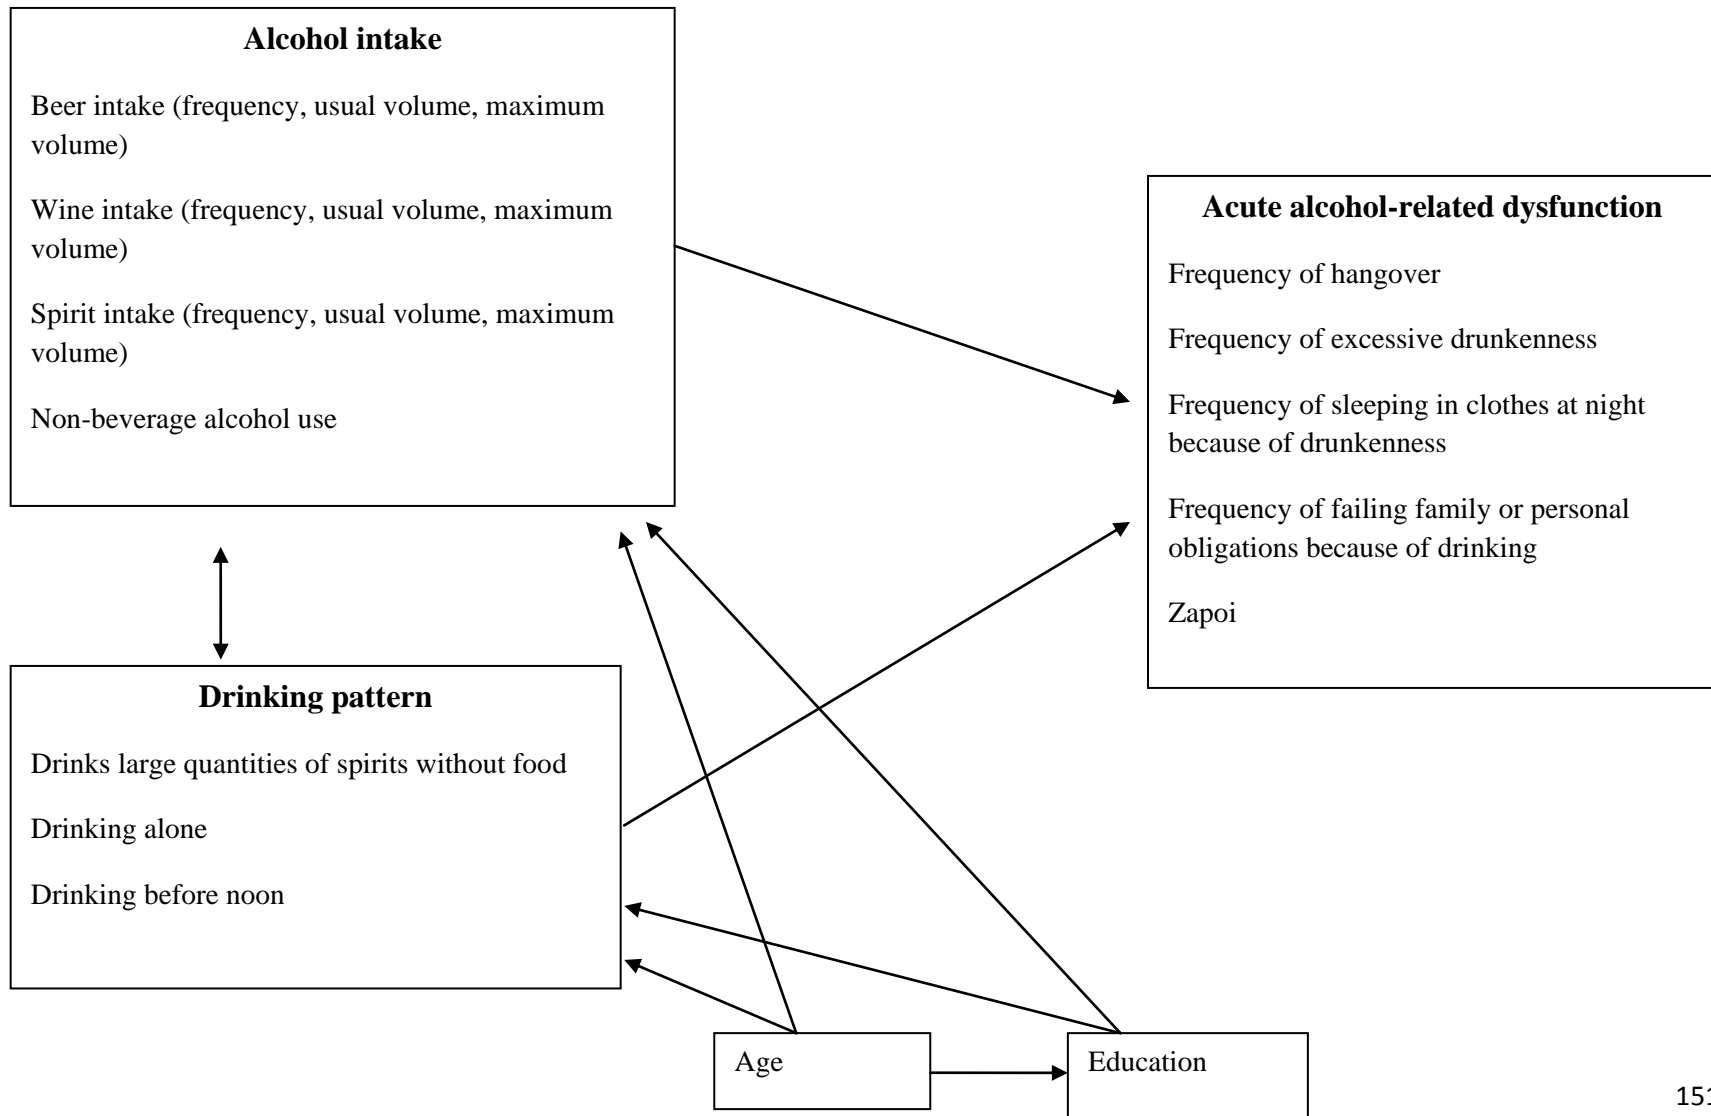 Alcohol intake
Beer intake (frequency, usual volume, maximum
volume)
Wine intake (frequency, usual volume, maximum
volume)
Spirit intake (frequency, usual volume, maximum
volume)
Non-beverage alcohol use
Acute alcohol-related dysfunction
Frequency of hangover
Frequency of excessive drunkenness
Frequency of sleeping in clothes at night
because of drunkenness
Frequency of failing family or personal
obligations because of drinking
Zapoi
Drinking pattern
Drinks large quantities of spirits without food
Drinking alone
Drinking before noon
Age
Education
151